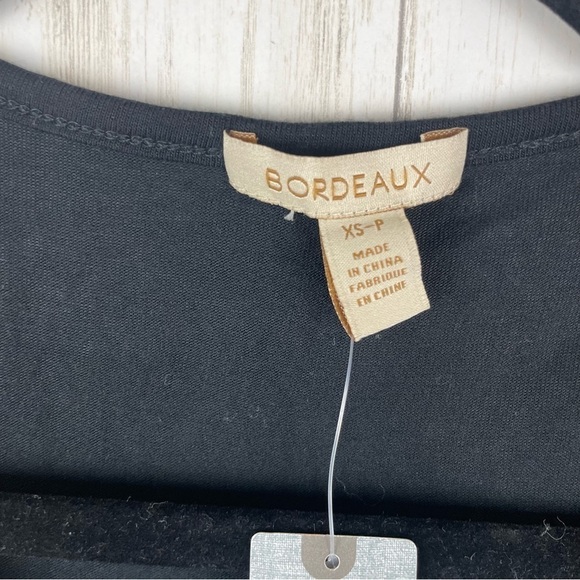 BORDEAUX
XS-P
MADE
IN CHINA
FABRIQUE
EN CHINE